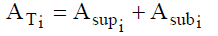 A_{T_i} = A_{sup_i} + A_{sub_i}